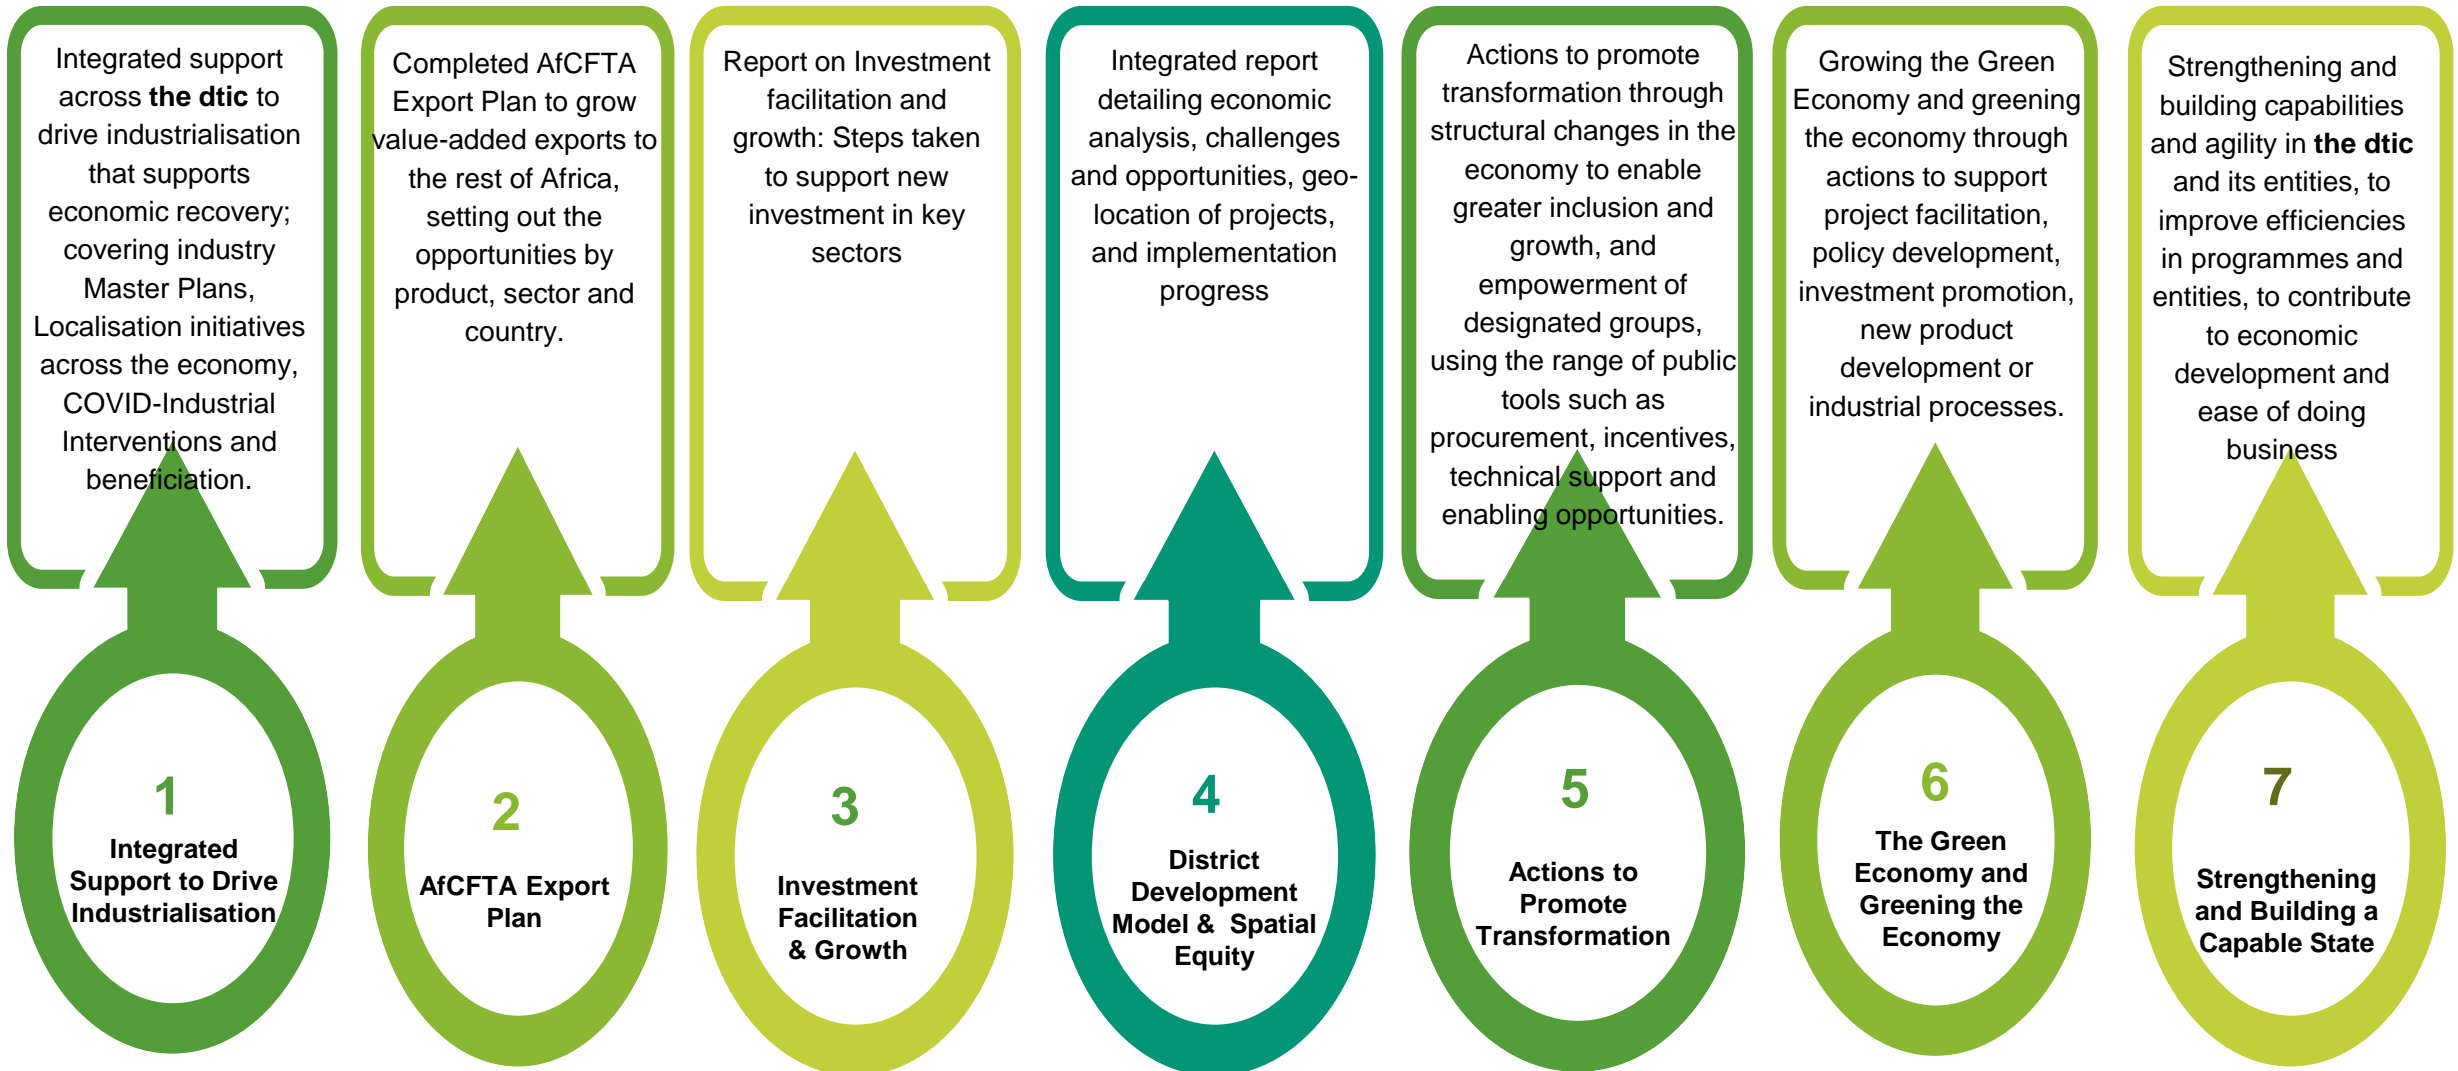 Integrated support
across the dtic to
drive industrialisation
that supports
economic recovery;
covering industry
Master Plans,
Localisation initiatives
across the economy,
COVID-Industrial
Interventions and
beneficiation.
1
Integrated
Support to Drive
Industrialisation
Completed AfCFTA
Export Plan to grow
value-added exports to
the rest of Africa,
setting out the
opportunities by
product, sector and
country.
2
AfCFTA Export
Plan
Report on Investment
facilitation and
growth: Steps taken
to support new
investment in key
sectors
3
Investment
Facilitation
& Growth
Integrated report
detailing economic
analysis, challenges
and opportunities, geo-
location of projects,
and implementation
progress
4
District
Development
Model & Spatial
Equity
Actions to promote
transformation through
structural changes in the
economy to enable
greater inclusion and
growth, and
empowerment of
designated groups,
using the range of public
tools such as
procurement, incentives,
technical support and
enabling opportunities.
5
Actions to
Promote
Transformation
Growing the Green
Economy and greening
the economy through
actions to support
project facilitation,
policy development,
investment promotion,
new product
development or
industrial processes.
6
The Green
Economy and
Greening the
Economy
Strengthening and
building capabilities
and agility in the dtic
and its entities, to
improve efficiencies
in programmes and
entities, to contribute
to economic
development and
ease of doing
business
7
Strengthening
and Building a
Capable State